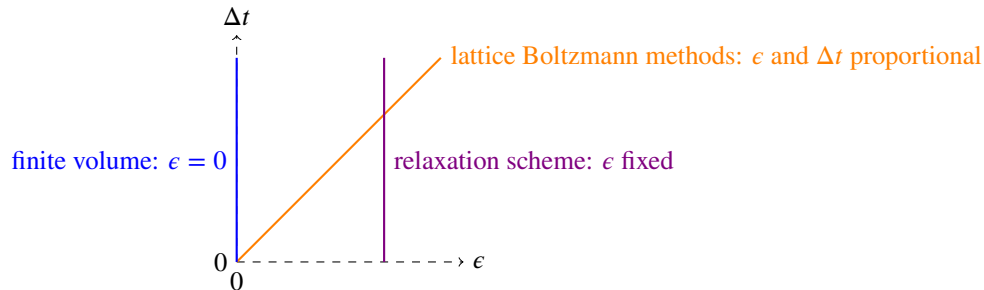 Δt
lattice Boltzmann methods: ϵ and Δt proportional
finite volume: ϵ = 0
relaxation scheme: ϵ fixed
0
ϵ
0